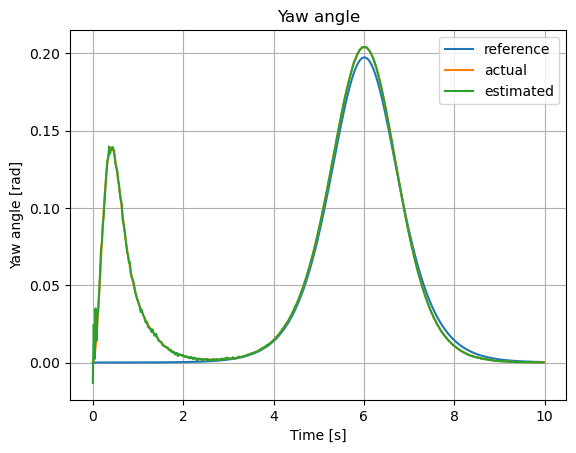 Yaw angle
reference
actual
estimated
0.20
0.15
0.10
0.05
0.00
Yaw angle [rad]
0 2 4 6 8 10
Time [s]